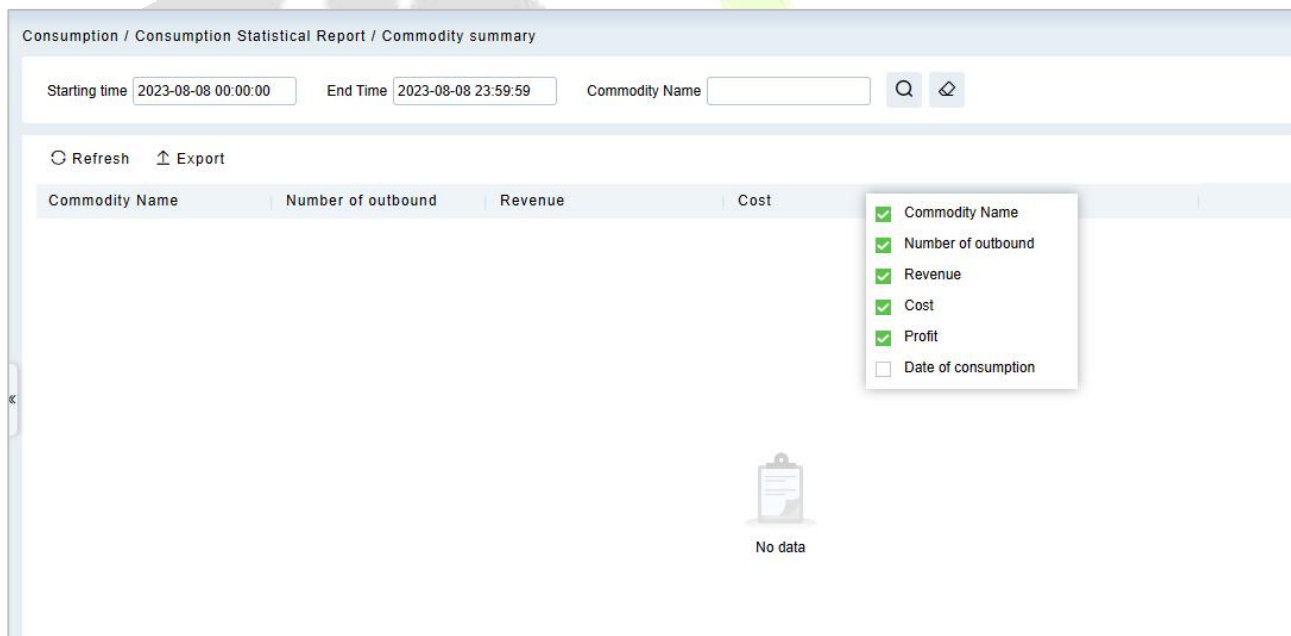 Consumption / Consumption Statistical Report / Commodity summary
Starting time 2023-08-08 00:00:00 End Time 2023-08-08 23:59:59 Commodity Name
Refresh Export
Commodity Name Number of outbound Revenue Cost
Commodity Name
Number of outbound
Revenue
Cost
Profit
Date of consumption
No data